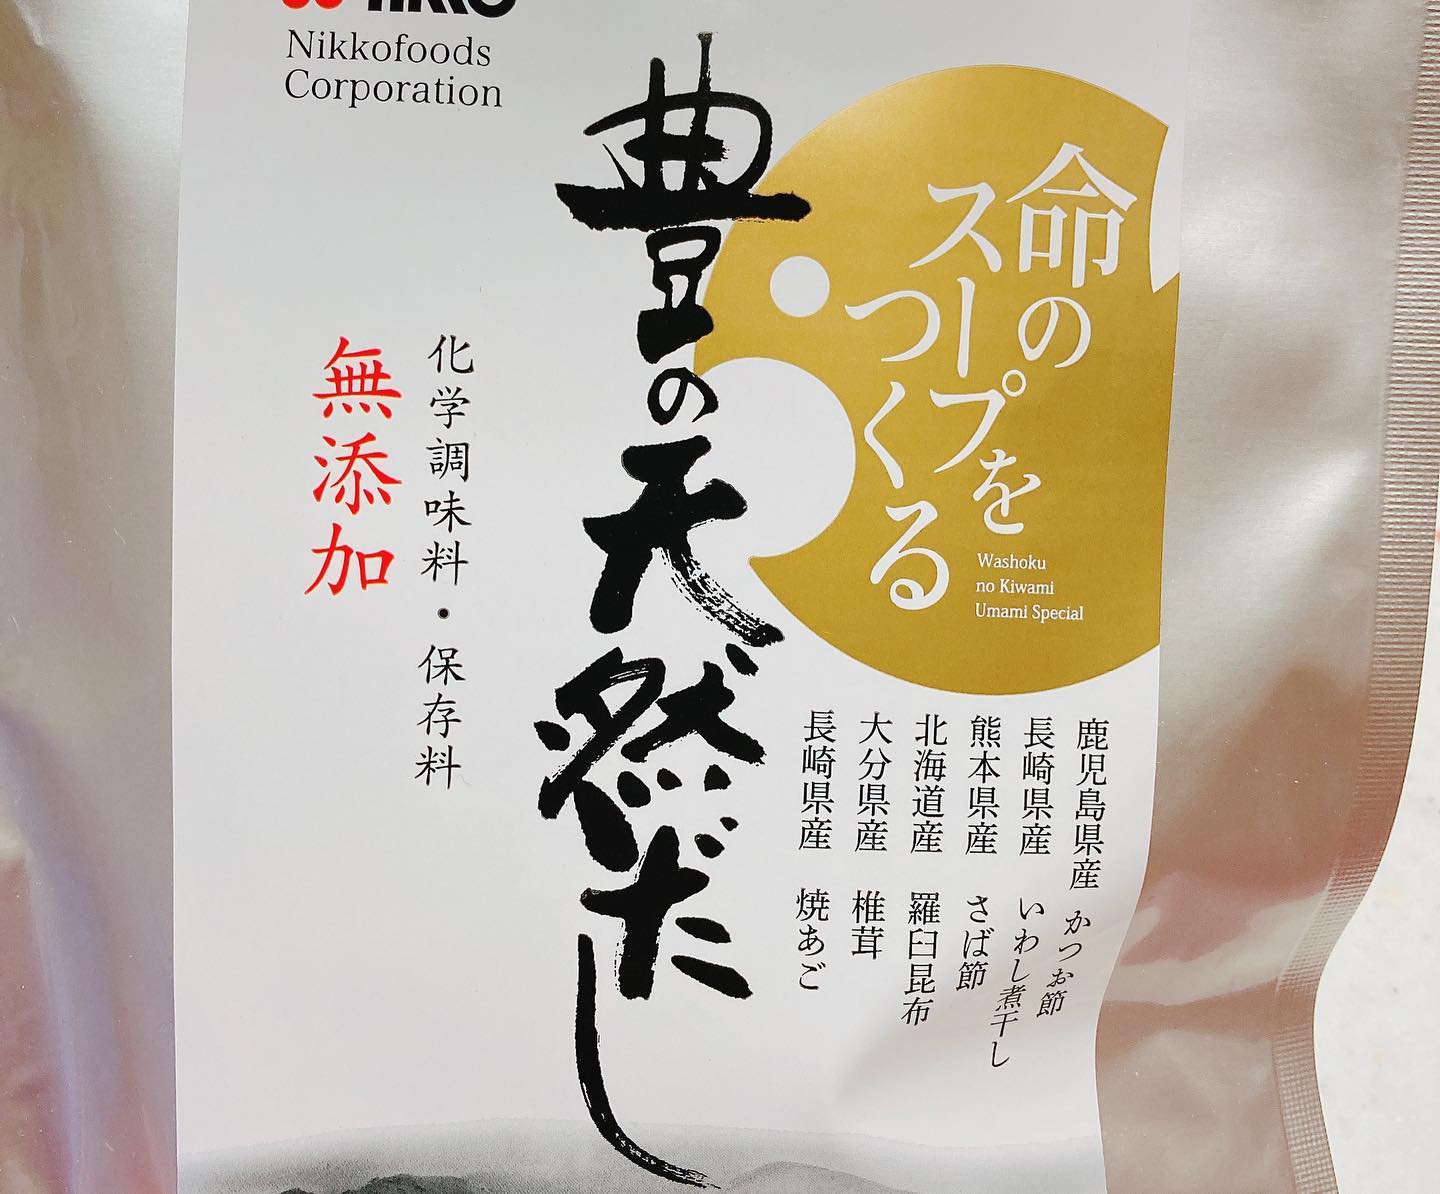 Nikkofoods
Corporation
命の
スープを
つくる
Washoku
no Kiwami
Umami Special
豊の天然だし
鹿児島県産 かつお節
長崎県産 いわし煮干し
熊本県産 さば節
北海道産 羅臼昆布
大分県産 椎茸
長崎県産 焼あご
化学調味料・保存料
無添加